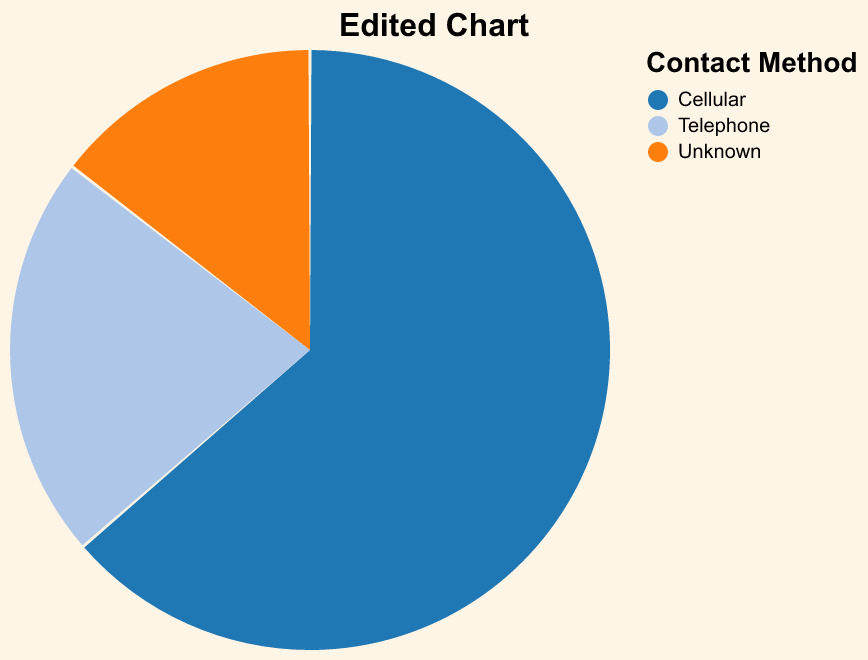 Edited Chart
Contact Method
Cellular
Telephone
Unknown